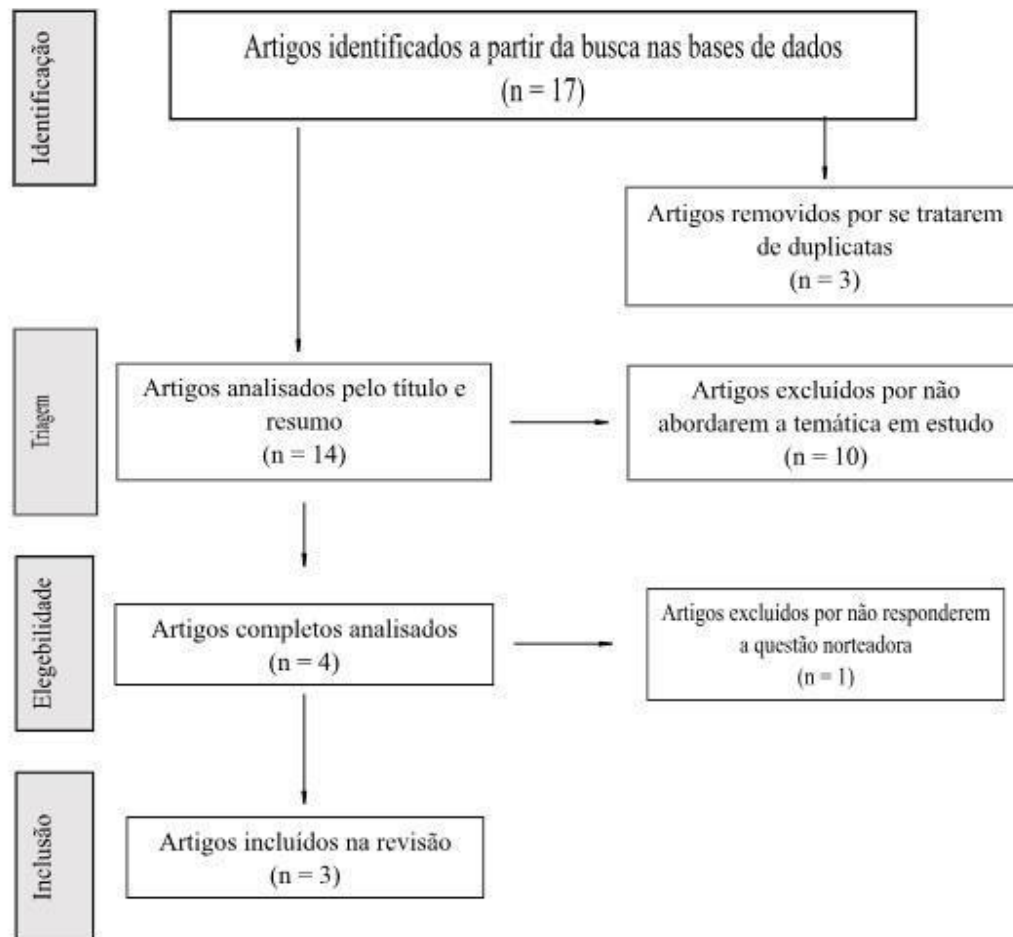 Identificação
Artigos identificados a partir da busca nas bases de dados
(n = 17)
Artigos removidos por se tratarem
de duplicatas
(n = 3)
Triagem
Artigos analisados pelo título e
resumo
(n = 14)
Artigos excluídos por não
abordarem a temática em estudo
(n = 10)
Elegebilidade
Artigos completos analisados
(n = 4)
Artigos excluídos por não responderem
a questão norteadora
(n = 1)
Inclusão
Artigos incluídos na revisão
(n = 3)